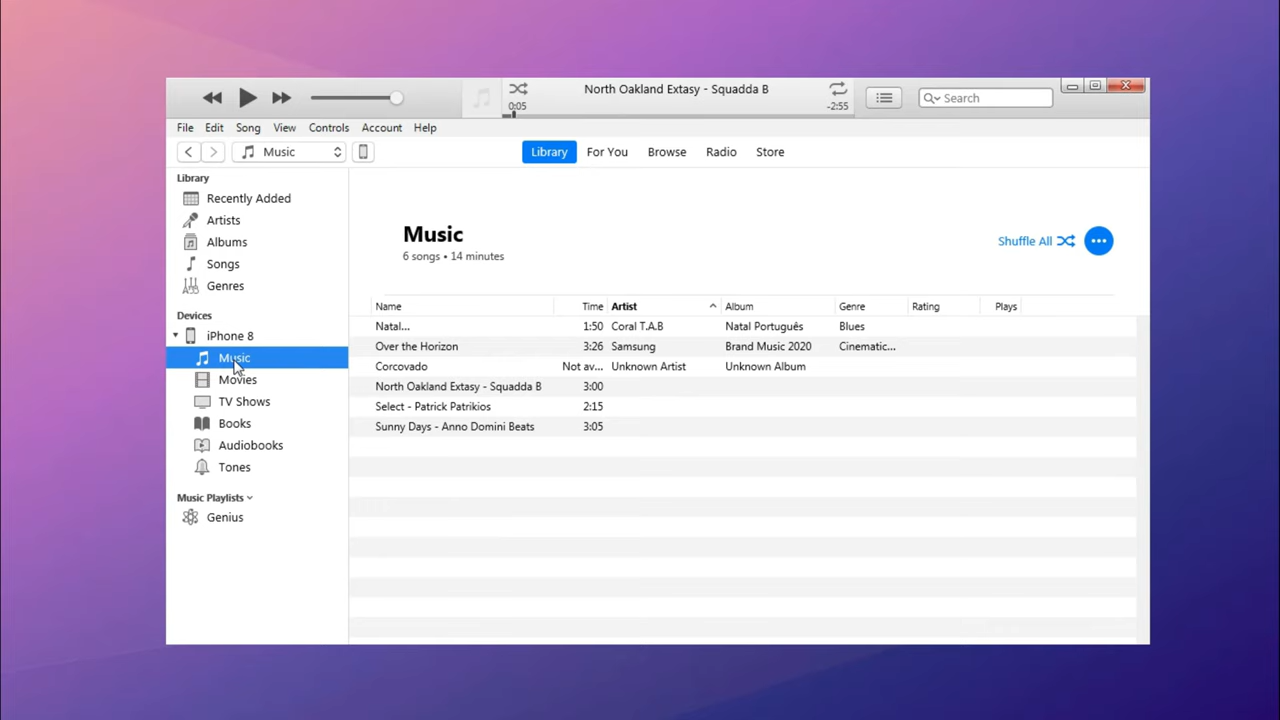 North Oakland Extasy - Squadda B
0:05
-2:55
Search
File Edit Song View Controls Account Help
Music
Library For You Browse Radio Store
Library
Recently Added
Artists
Albums
Songs
Genres
Devices
iPhone 8
Music
Movies
TV Shows
Books
Audiobooks
Tones
Music Playlists
Genius
Music
6 songs • 14 minutes
Shuffle All
Name Time Artist Album Genre Rating Plays
Natal... 1:50 Coral T.A.B Natal Português Blues
Over the Horizon 3:26 Samsung Brand Music 2020 Cinematic...
Corcovado Not av... Unknown Artist Unknown Album
North Oakland Extasy - Squadda B 3:00
Select - Patrick Patrikios 2:15
Sunny Days - Anno Domini Beats 3:05